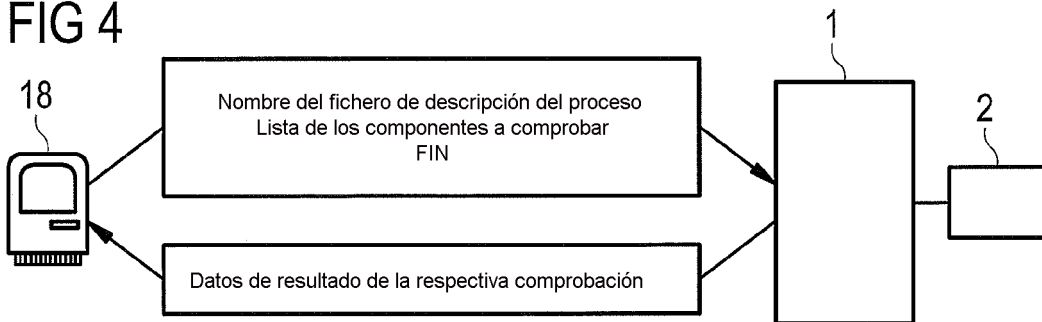 FIG 4
18
Nombre del fichero de descripción del proceso
Lista de los componentes a comprobar
FIN
1
2
Datos de resultado de la respectiva comprobación